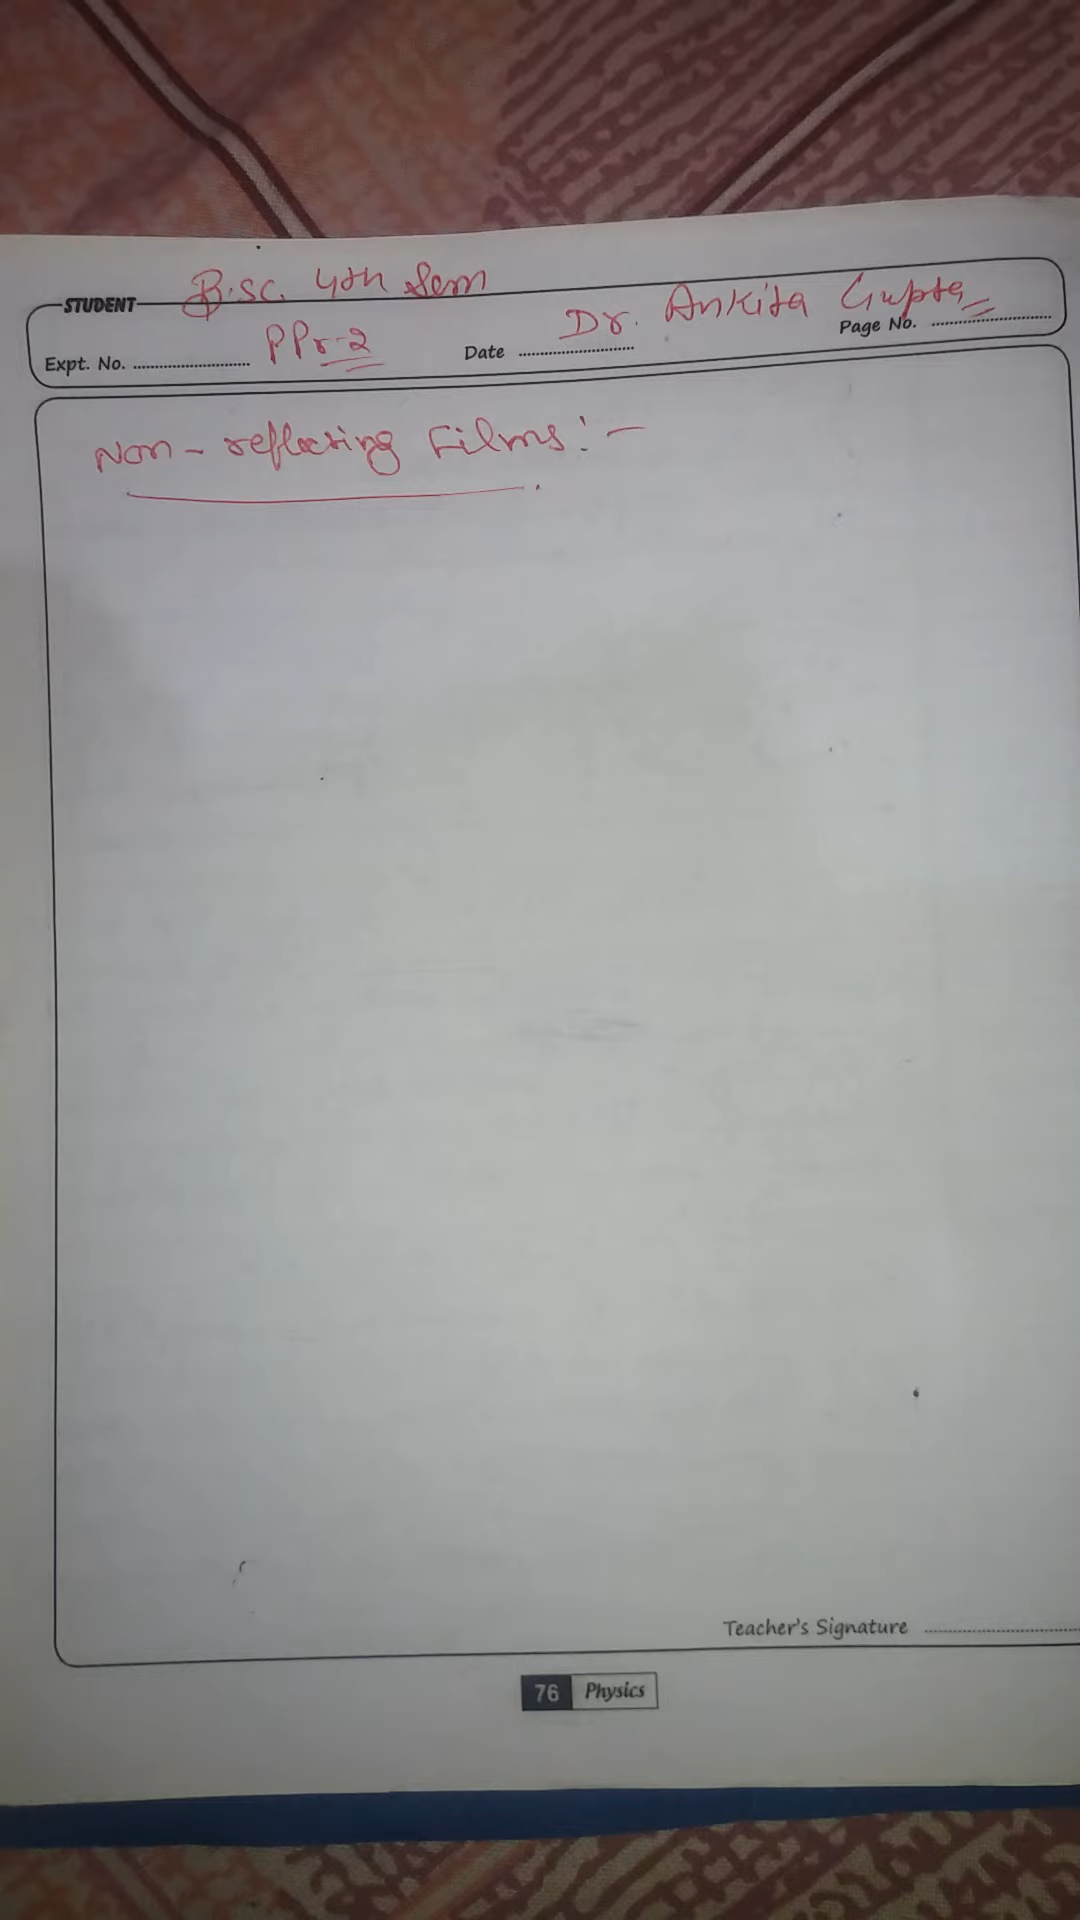 B.sc. 4th Sem
STUDENT
Dr. Ankita Gupta
Expt. No. PPr-2 Date Page No.
Non-reflecting Films:-
Teacher's Signature
76 Physics